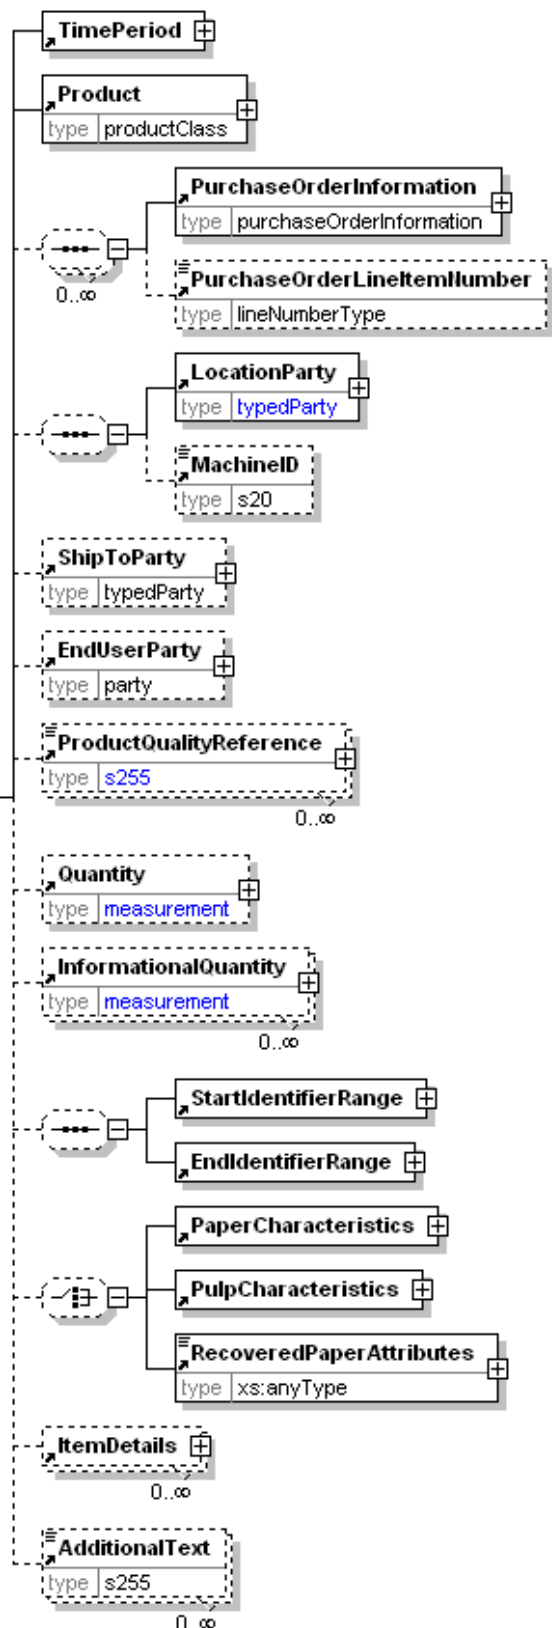 TimePeriod
Product
type productClass
PurchaseOrderInformation
type purchaseOrderInformation
0..∞
PurchaseOrderLineItemNumber
type lineNumberType
LocationParty
type typedParty
MachineID
type s20
ShipToParty
type typedParty
EndUserParty
type party
ProductQualityReference
type s255
0..∞
Quantity
type measurement
InformationalQuantity
type measurement
0..∞
StartIdentifierRange
EndIdentifierRange
PaperCharacteristics
PulpCharacteristics
RecoveredPaperAttributes
type xs:anyType
ItemDetails
0..∞
AdditionalText
type s255
0..∞